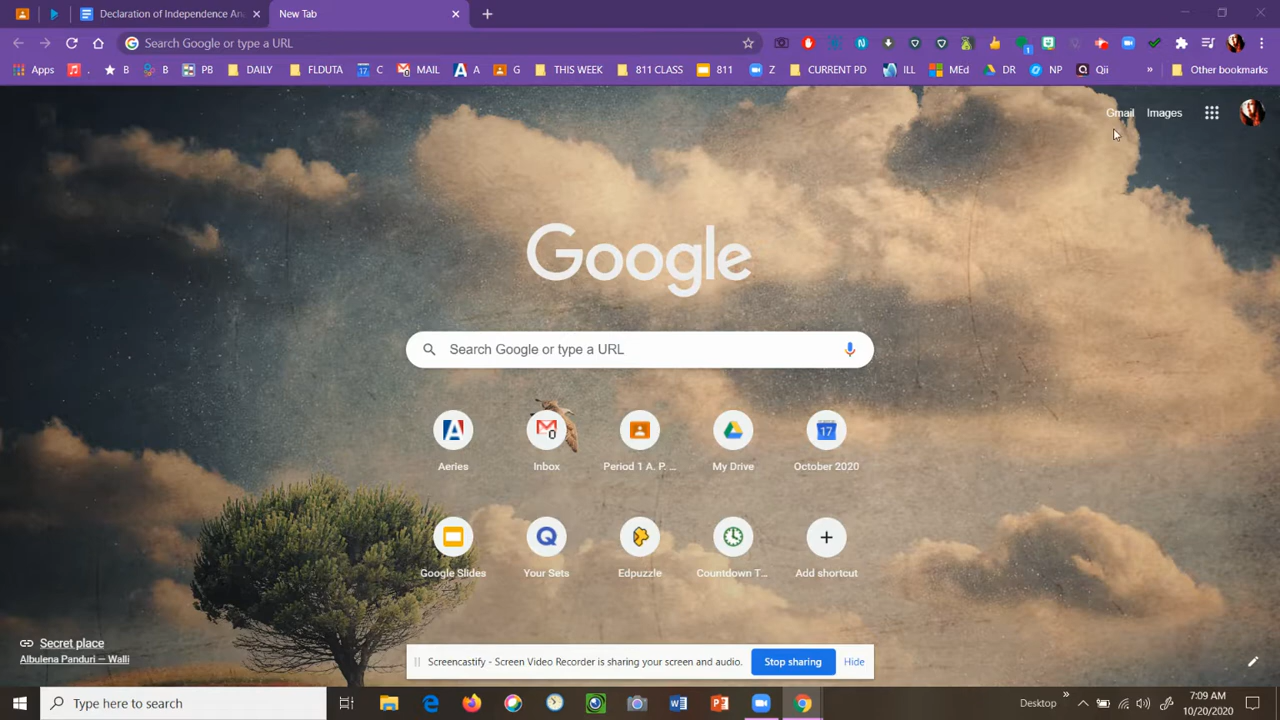 Declaration of Independence An
New Tab
Search Google or type a URL
Apps
.
B
B
PB
DAILY
FLDUTA
C
MAIL
A
G
THIS WEEK
811 CLASS
811
Z
CURRENT PD
ILL
MEd
DR
NP
Qii
»
Other bookmarks
Gmail
Images
Google
Search Google or type a URL
Aeries
Inbox
Period 1 A. P. ...
My Drive
October 2020
Google Slides
Your Sets
Edpuzzle
Countdown T...
Add shortcut
Secret place
Albulena Panduri — Walli
Screencastify - Screen Video Recorder is sharing your screen and audio.
Stop sharing
Hide
Type here to search
Desktop
7:09 AM
10/20/2020